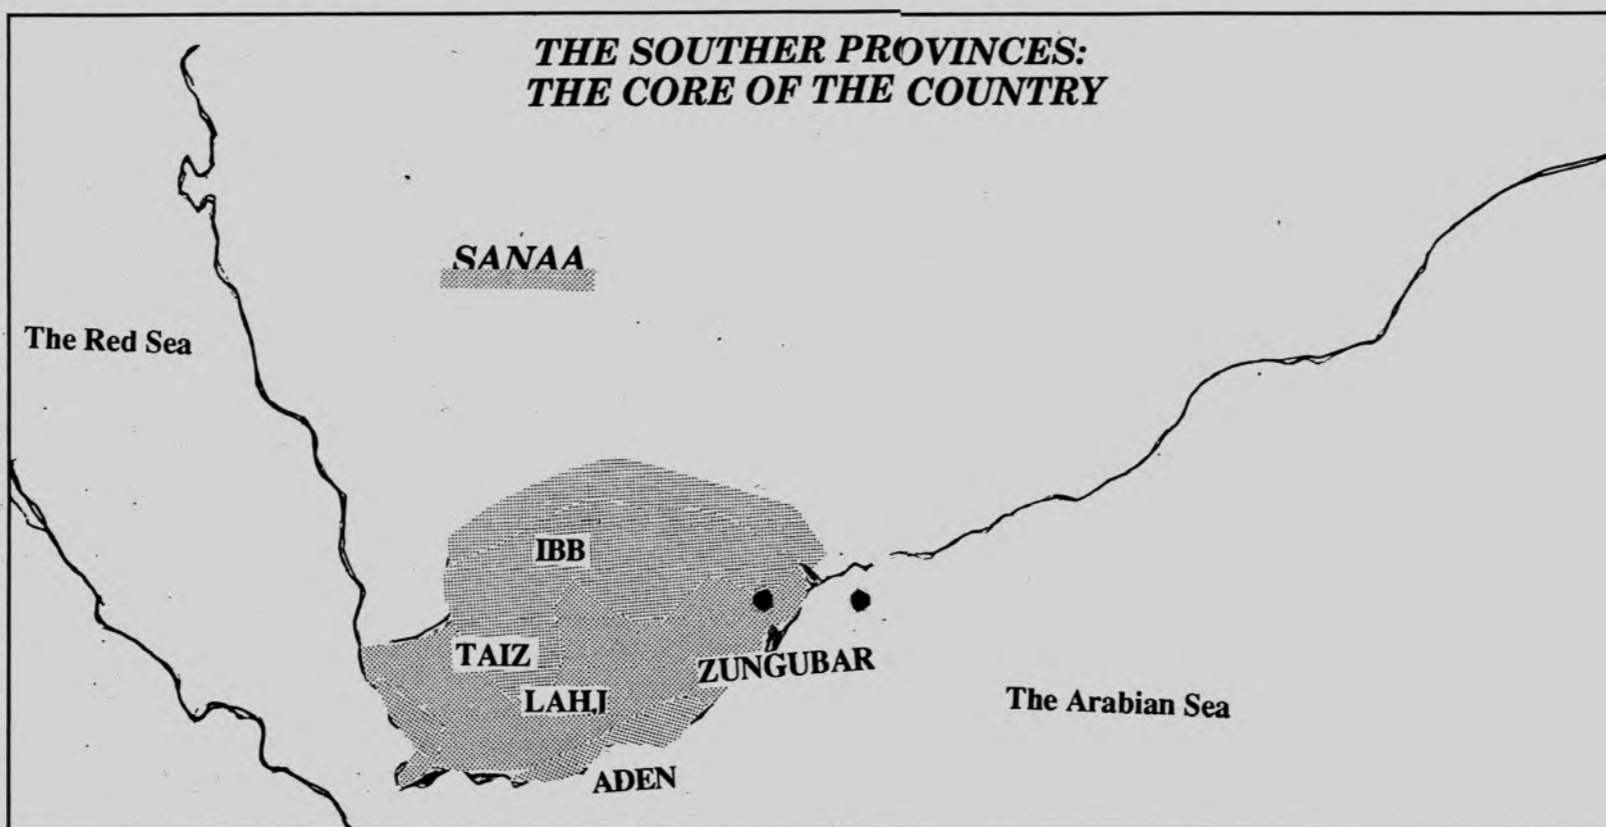 THE SOUTHER PROVINCES:
THE CORE OF THE COUNTRY
SANAA
The Red Sea
IBB
TAIZ
ZUNGUBAR
LAHJ
The Arabian Sea
ADEN